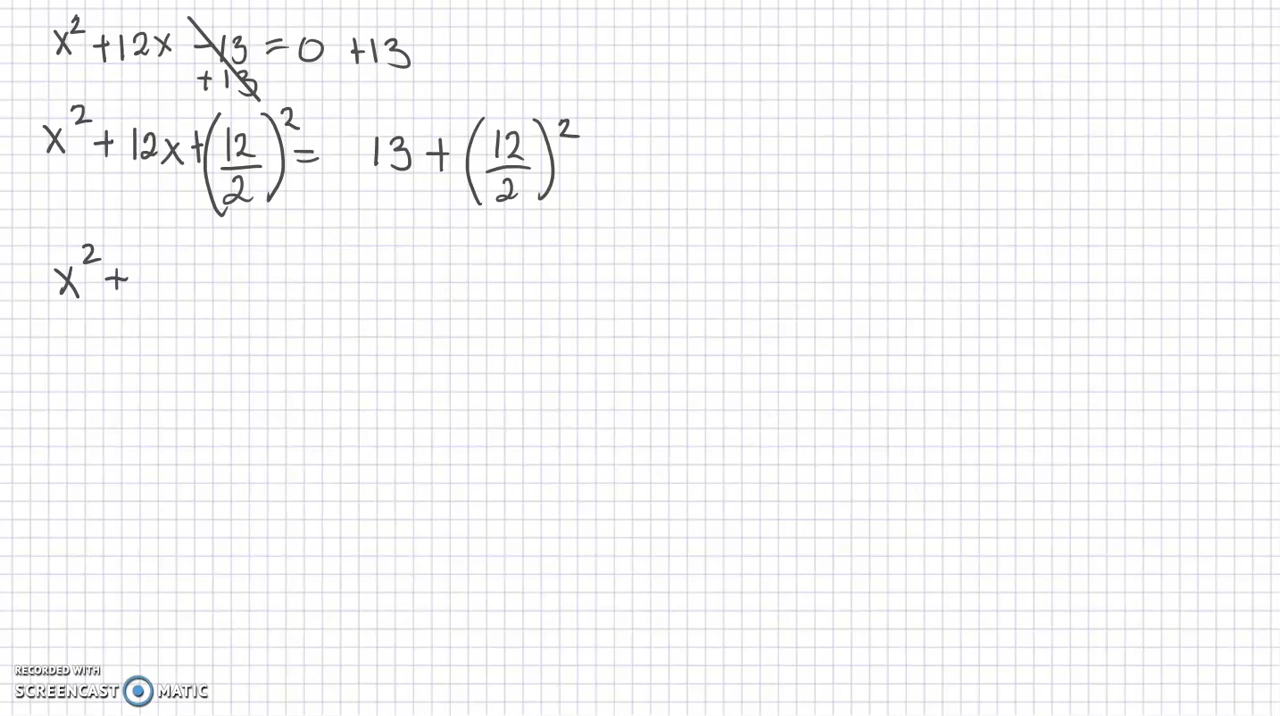 x² + 12x − 13 = 0 + 13
+ 13
x² + 12x + (12/2)² = 13 + (12/2)²
x² +
RECORDED WITH
SCREENCAST MATIC